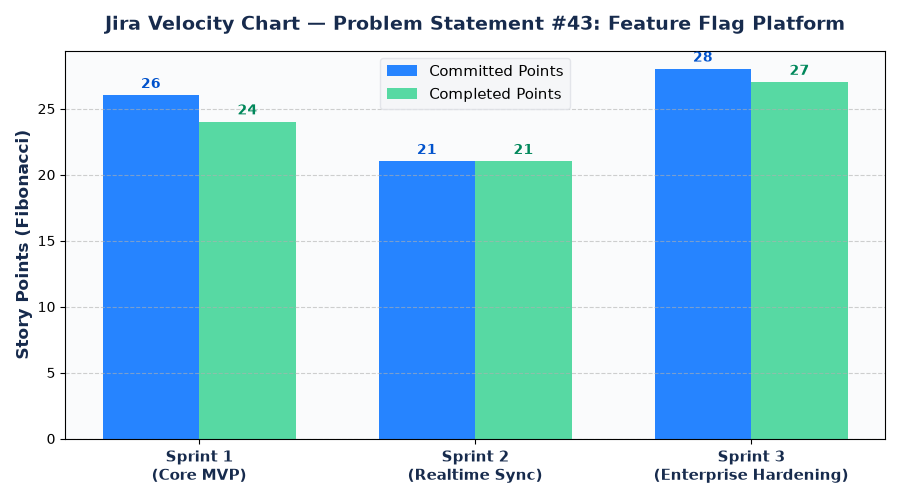 Jira Velocity Chart — Problem Statement #43: Feature Flag Platform
Committed Points
Completed Points
Story Points (Fibonacci)
25
20
15
10
5
0
26
24
21
21
28
27
Sprint 1
(Core MVP)
Sprint 2
(Realtime Sync)
Sprint 3
(Enterprise Hardening)